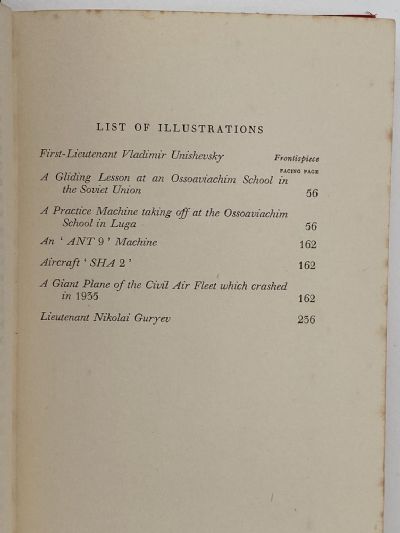 LIST OF ILLUSTRATIONS
First-Lieutenant Vladimir Unishevsky Frontispiece
FACING PAGE
A Gliding Lesson at an Ossoaviachim School in
the Soviet Union 56
A Practice Machine taking off at the Ossoaviachim
School in Luga 56
An ‘ ANT 9 ’ Machine 162
Aircraft ‘ SHA 2 ’ 162
A Giant Plane of the Civil Air Fleet which crashed
in 1935 162
Lieutenant Nikolai Guryev 236